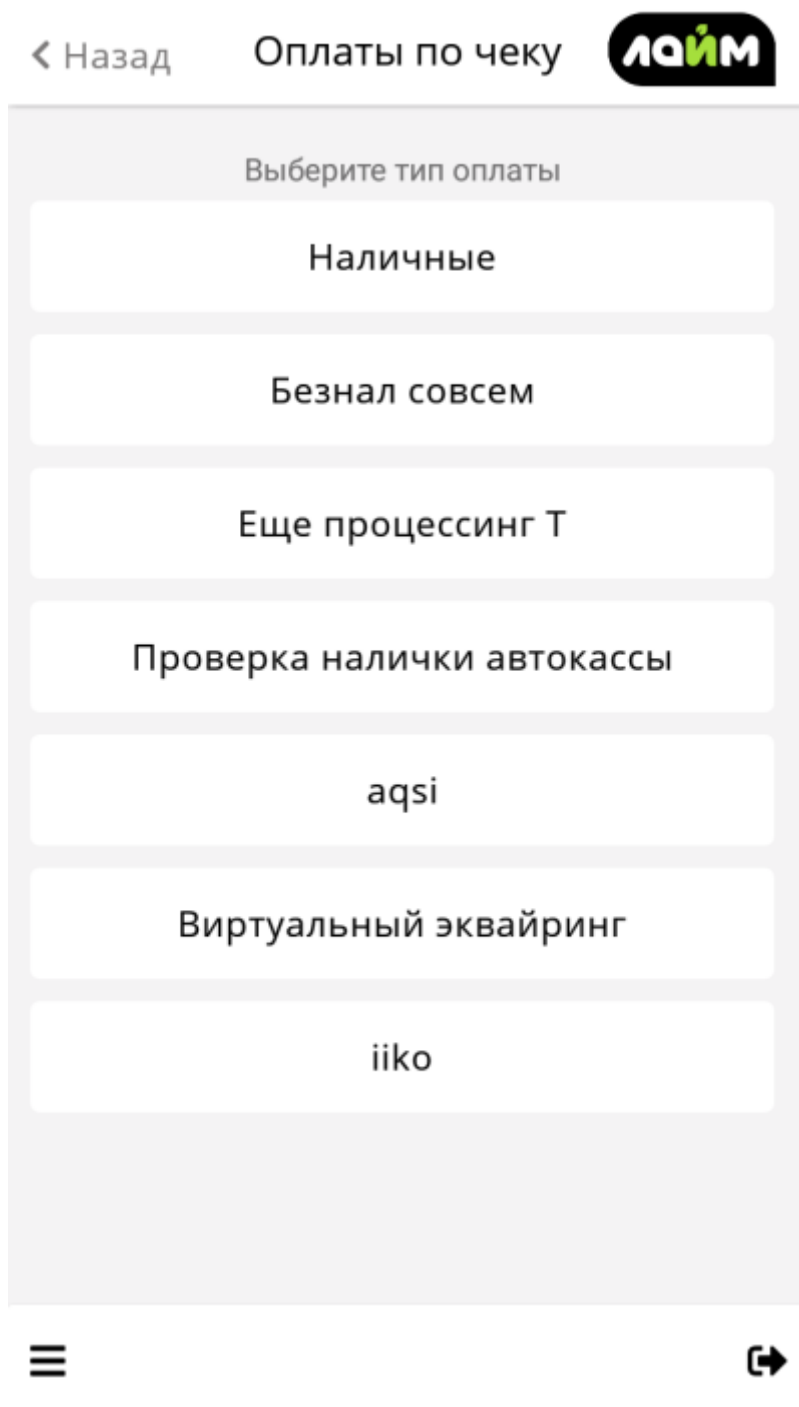 Назад
Оплаты по чеку
лайм
Выберите тип оплаты
Наличные
Безнал совсем
Еще процессинг Т
Проверка налички автокассы
aqsi
Виртуальный эквайринг
iiko